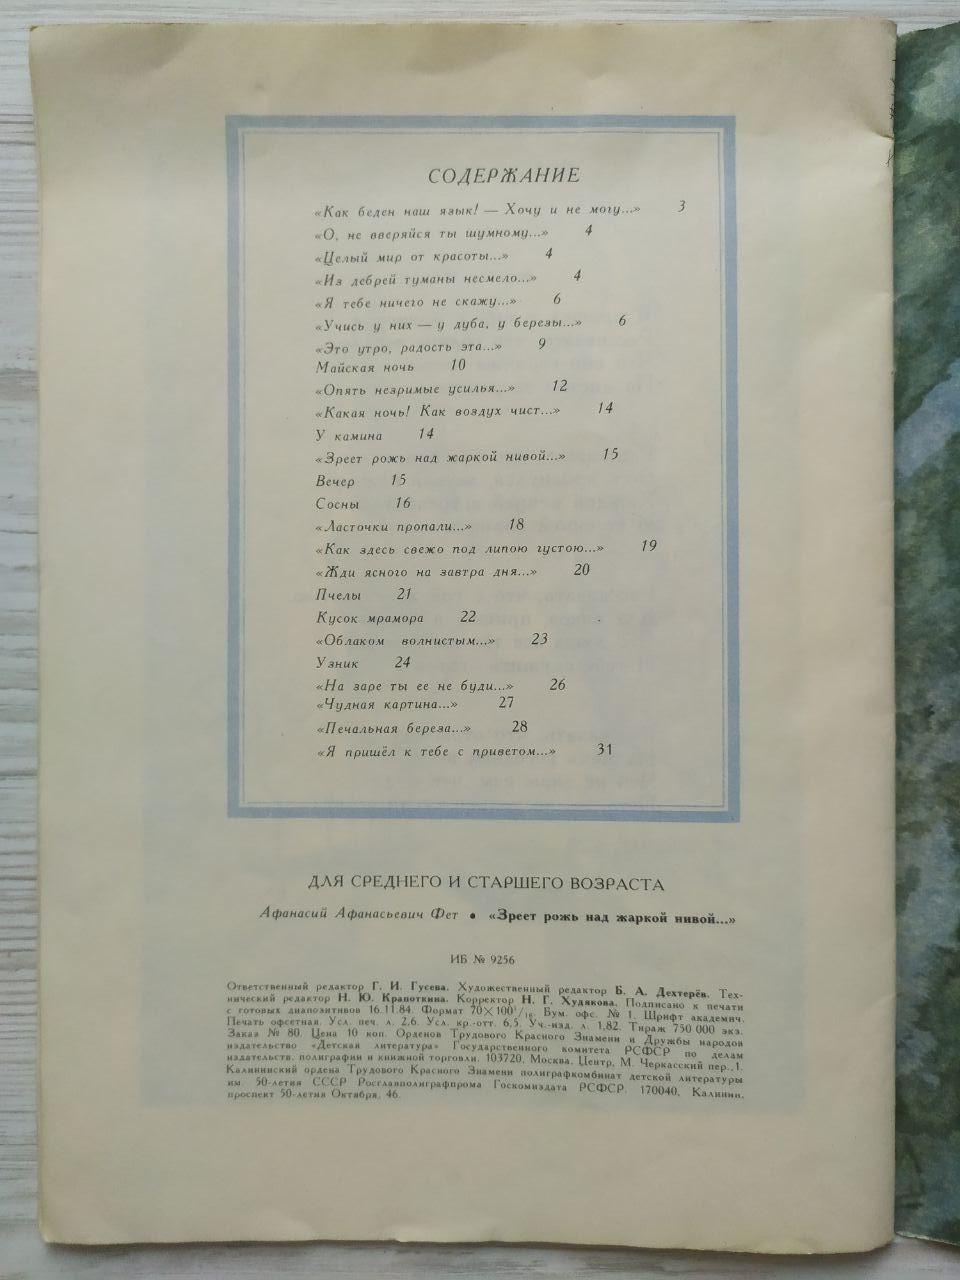 СОДЕРЖАНИЕ
«Как беден наш язык! — Хочу и не могу...» 3
«О, не вверяйся ты шумному...» 4
«Целый мир от красоты...» 4
«Из дебрей туманы несмело...» 4
«Я тебе ничего не скажу...» 6
«Учись у них — у дуба, у березы...» 6
«Это утро, радость эта...» 9
Майская ночь 10
«Опять незримые усилья...» 12
«Какая ночь! Как воздух чист...» 14
У камина 14
«Зреет рожь над жаркой нивой...» 15
Вечер 15
Сосны 16
«Ласточки пропали...» 18
«Как здесь свежо под липою густою...» 19
«Жди ясного на завтра дня...» 20
Пчелы 21
Кусок мрамора 22
«Облаком волнистым...» 23
Узник 24
«На заре ты ее не буди...» 26
«Чудная картина...» 27
«Печальная береза...» 28
«Я пришёл к тебе с приветом...» 31
ДЛЯ СРЕДНЕГО И СТАРШЕГО ВОЗРАСТА
Афанасий Афанасьевич Фет • «Зреет рожь над жаркой нивой...»
ИБ № 9256
Ответственный редактор Г. И. Гусева. Художественный редактор Б. А. Дехтерёв. Тех-
нический редактор Н. Ю. Крапоткина. Корректор Н. Г. Худякова. Подписано к печати
с готовых диапозитивов 16.11.84. Формат 70×100¹/₁₆. Бум. офс. № 1. Шрифт академич.
Печать офсетная. Усл. печ. л. 2,6. Усл. кр.-отт. 6,5. Уч.-изд. л. 1,82. Тираж 750 000 экз.
Заказ № 80. Цена 10 коп. Орденов Трудового Красного Знамени и Дружбы народов
издательство «Детская литература» Государственного комитета РСФСР по делам
издательств, полиграфии и книжной торговли. 103720, Москва, Центр, М. Черкасский пер., 1.
Калининский ордена Трудового Красного Знамени полиграфкомбинат детской литературы
им. 50-летия СССР Росглавполиграфпрома Госкомиздата РСФСР. 170040, Калинин,
проспект 50-летия Октября, 46.